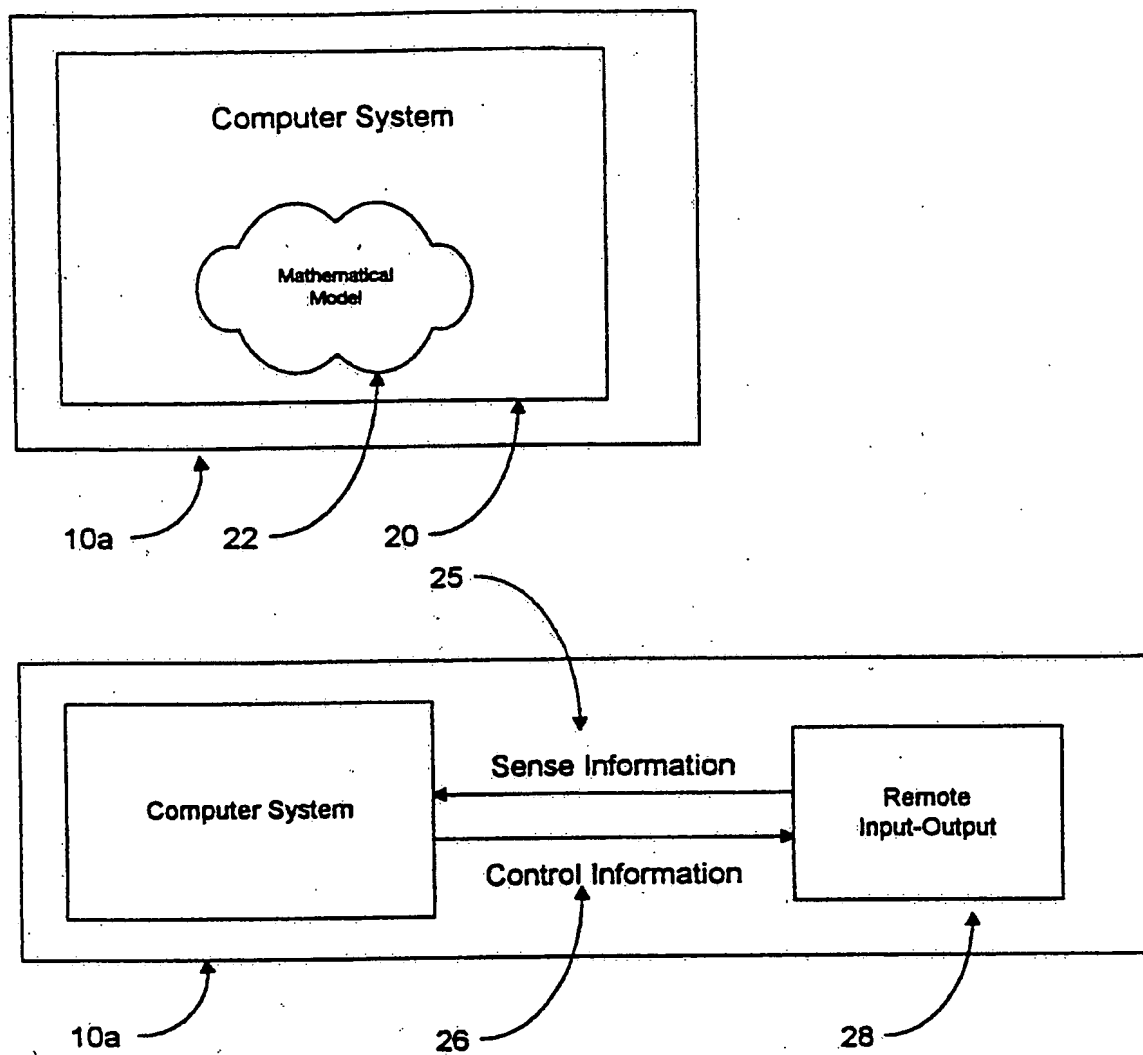 Computer System
Mathematical
Model
10a
22
20
25
Sense Information
Computer System
Remote
Input-Output
Control Information
10a
26
28